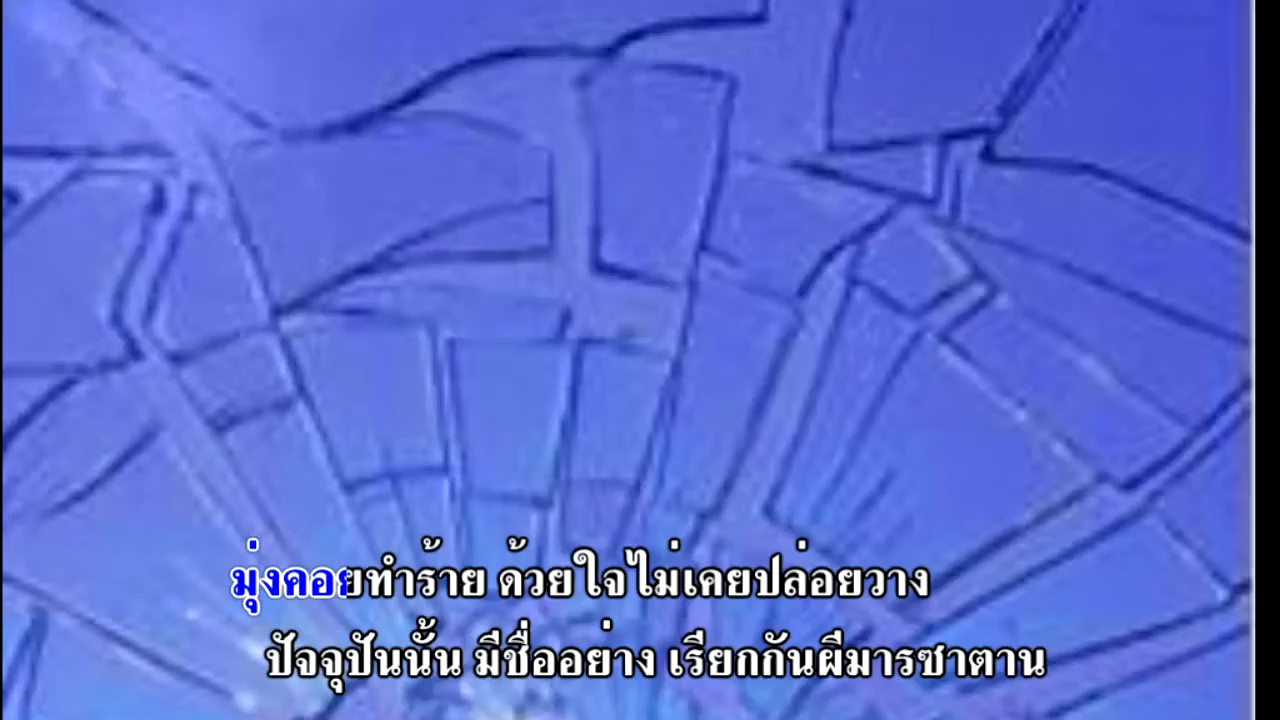 มุ่งคอยทำร้าย ด้วยใจไม่เคยปล่อยวาง
ปัจจุปันนั้น มีชื่ออย่าง เรียกกันผีมารซาตาน